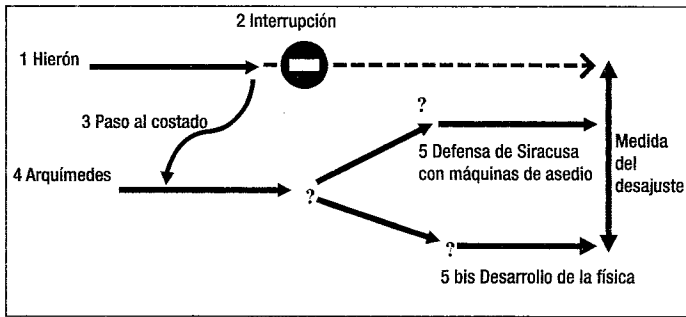 2 Interrupción
1 Hierón
3 Paso al costado
?
5 Defensa de Siracusa
con máquinas de asedio
Medida
del
desajuste
4 Arquímedes
?
?
5 bis Desarrollo de la física